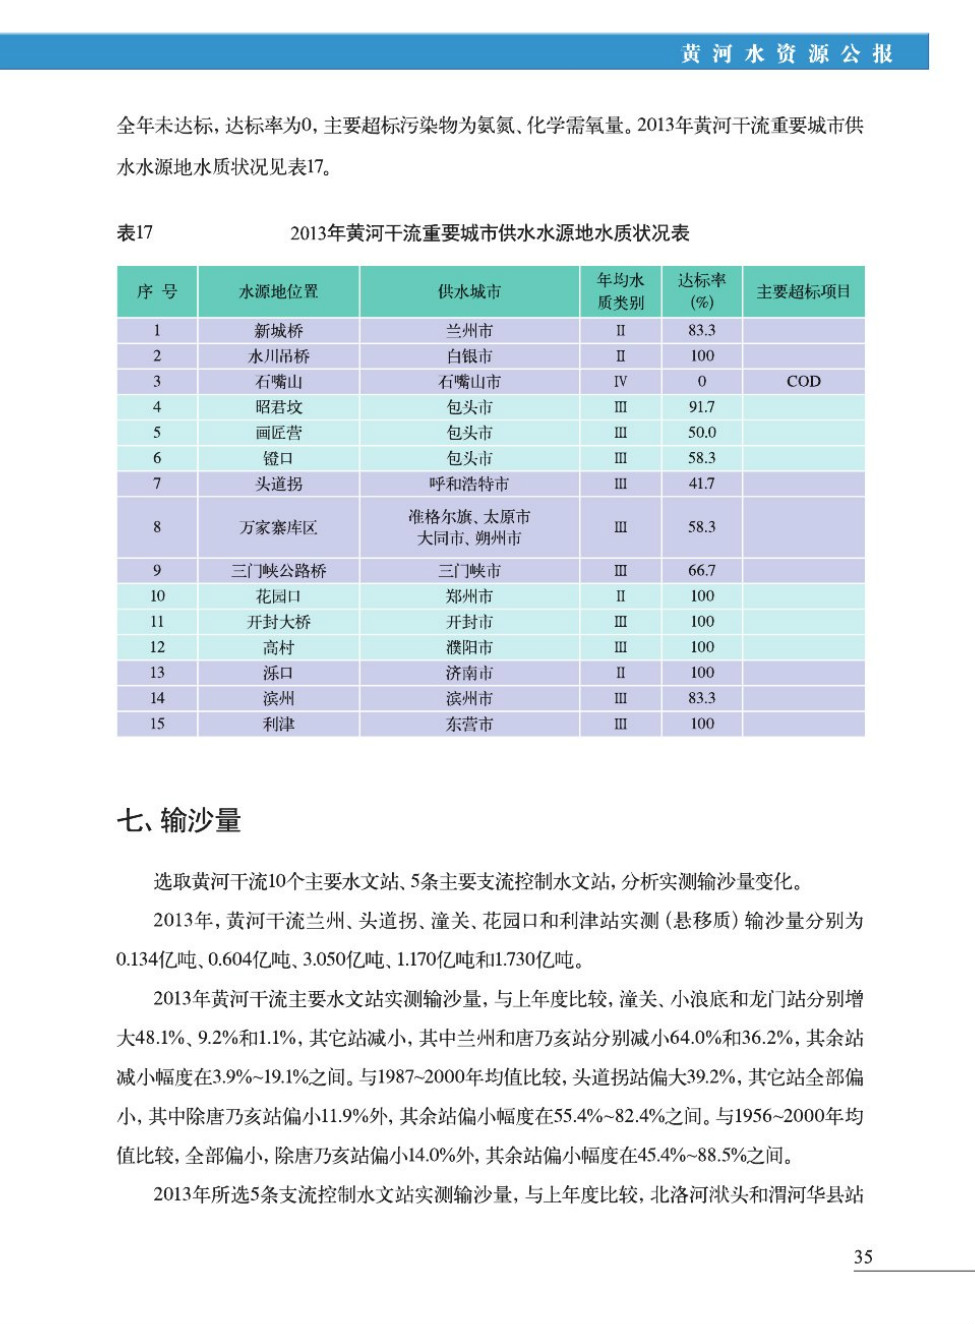 黄河水资源公报
全年未达标，达标率为0，主要超标污染物为氨氮、化学需氧量。2013年黄河干流重要城市供
水水源地水质状况见表17。
表17 2013年黄河干流重要城市供水水源地水质状况表
序号 水源地位置 供水城市 年均水质类别 达标率(%) 主要超标项目
1 新城桥 兰州市 Ⅱ 83.3
2 水川吊桥 白银市 Ⅱ 100
3 石嘴山 石嘴山市 Ⅳ 0 COD
4 昭君坟 包头市 Ⅲ 91.7
5 画匠营 包头市 Ⅲ 50.0
6 镫口 包头市 Ⅲ 58.3
7 头道拐 呼和浩特市 Ⅲ 41.7
8 万家寨库区 准格尔旗、太原市 大同市、朔州市 Ⅲ 58.3
9 三门峡公路桥 三门峡市 Ⅲ 66.7
10 花园口 郑州市 Ⅱ 100
11 开封大桥 开封市 Ⅲ 100
12 高村 濮阳市 Ⅲ 100
13 泺口 济南市 Ⅱ 100
14 滨州 滨州市 Ⅲ 83.3
15 利津 东营市 Ⅲ 100
七、输沙量
选取黄河干流10个主要水文站、5条主要支流控制水文站，分析实测输沙量变化。
2013年，黄河干流兰州、头道拐、潼关、花园口和利津站实测（悬移质）输沙量分别为
0.134亿吨、0.604亿吨、3.050亿吨、1.170亿吨和1.730亿吨。
2013年黄河干流主要水文站实测输沙量，与上年度比较，潼关、小浪底和龙门站分别增
大48.1%、9.2%和1.1%，其它站减小，其中兰州和唐乃亥站分别减小64.0%和36.2%，其余站
减小幅度在3.9%~19.1%之间。与1987~2000年均值比较，头道拐站偏大39.2%，其它站全部偏
小，其中除唐乃亥站偏小11.9%外，其余站偏小幅度在55.4%~82.4%之间。与1956~2000年均
值比较，全部偏小，除唐乃亥站偏小14.0%外，其余站偏小幅度在45.4%~88.5%之间。
2013年所选5条支流控制水文站实测输沙量，与上年度比较，北洛河洑头和渭河华县站
35